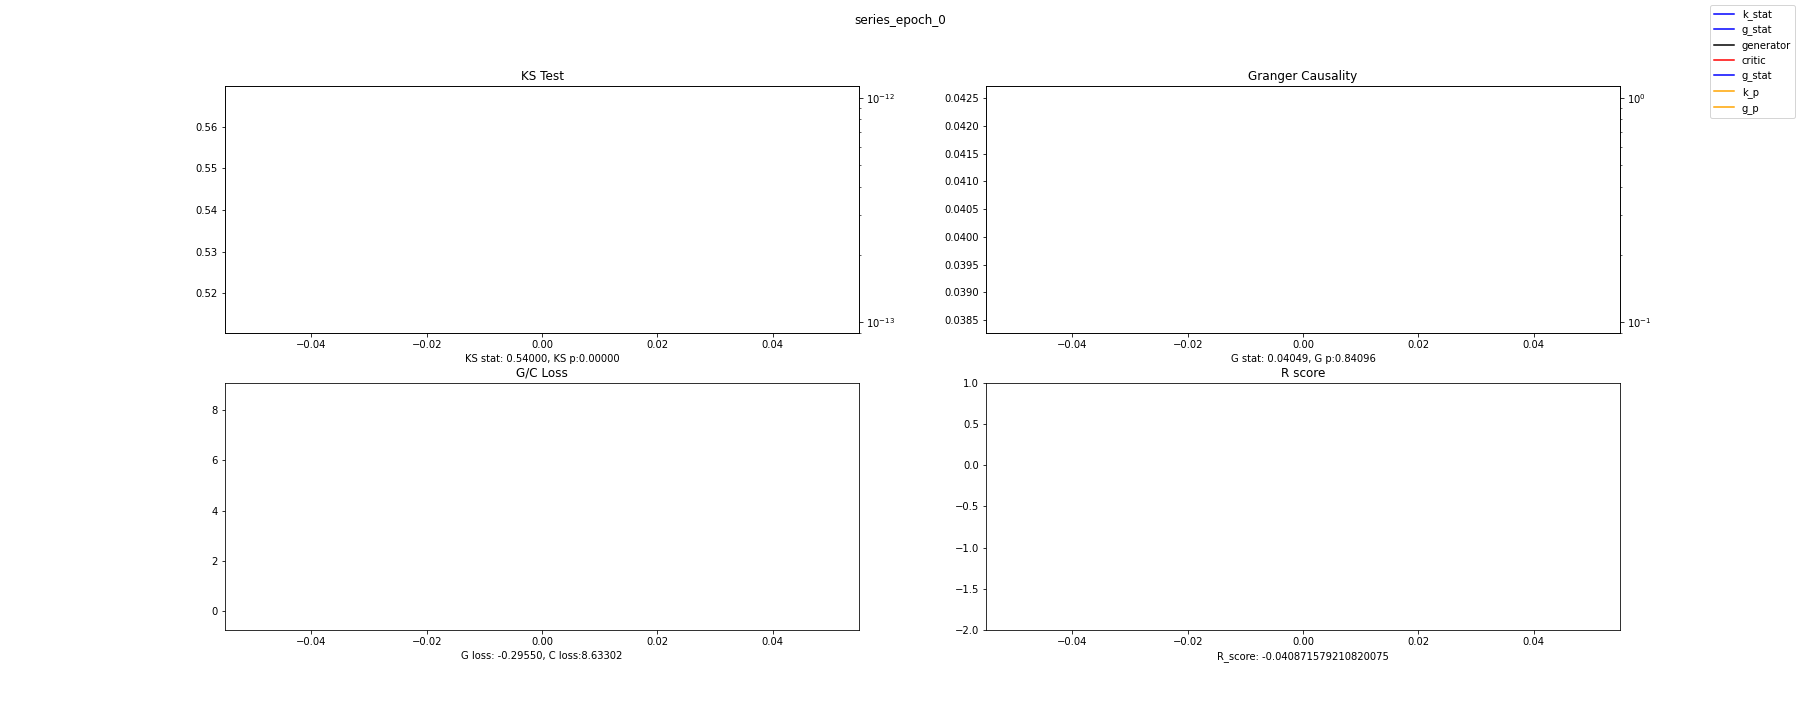 series_epoch_0
k_stat
g_stat
generator
critic
g_stat
k_p
g_p
KS Test
0.56
0.55
0.54
0.53
0.52
10⁻¹²
10⁻¹³
−0.04 −0.02 0.00 0.02 0.04
KS stat: 0.54000, KS p:0.00000
Granger Causality
0.0425
0.0420
0.0415
0.0410
0.0405
0.0400
0.0395
0.0390
0.0385
10⁰
10⁻¹
−0.04 −0.02 0.00 0.02 0.04
G stat: 0.04049, G p:0.84096
G/C Loss
8
6
4
2
0
−0.04 −0.02 0.00 0.02 0.04
G loss: -0.29550, C loss:8.63302
R score
1.0
0.5
0.0
−0.5
−1.0
−1.5
−2.0
−0.04 −0.02 0.00 0.02 0.04
R_score: -0.040871579210820075